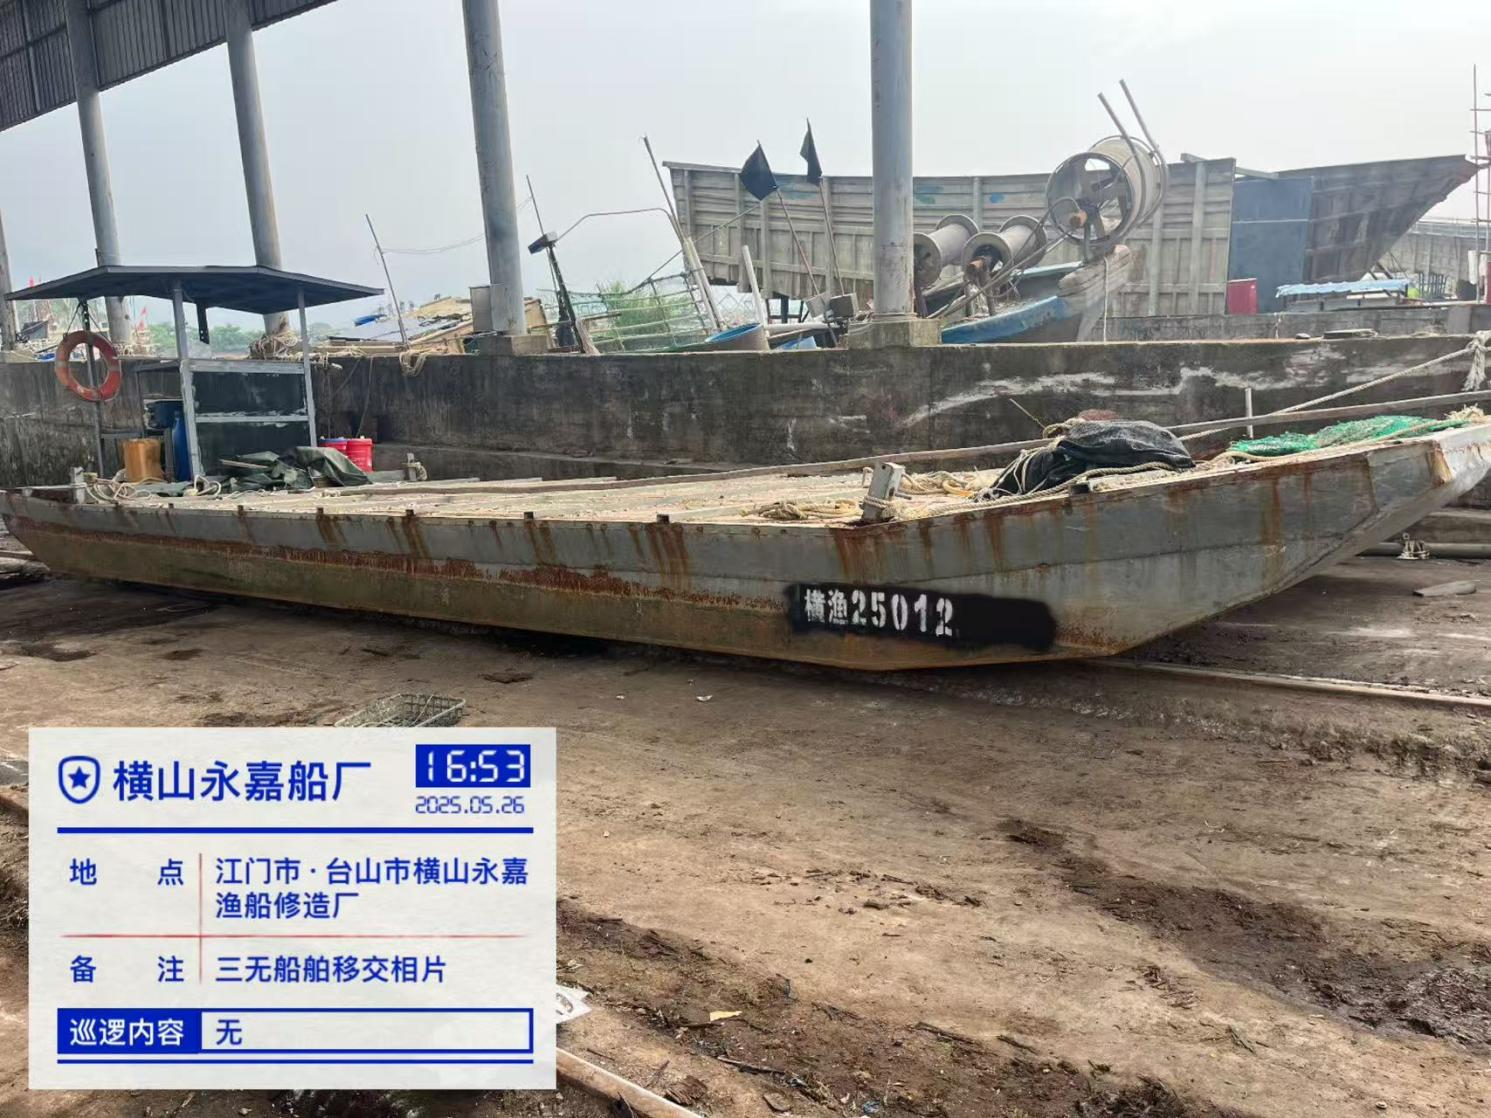 横渔25012
横山永嘉船厂
16:53
2025.05.26
地 点
江门市·台山市横山永嘉
渔船修造厂
备 注
三无船舶移交相片
巡逻内容
无